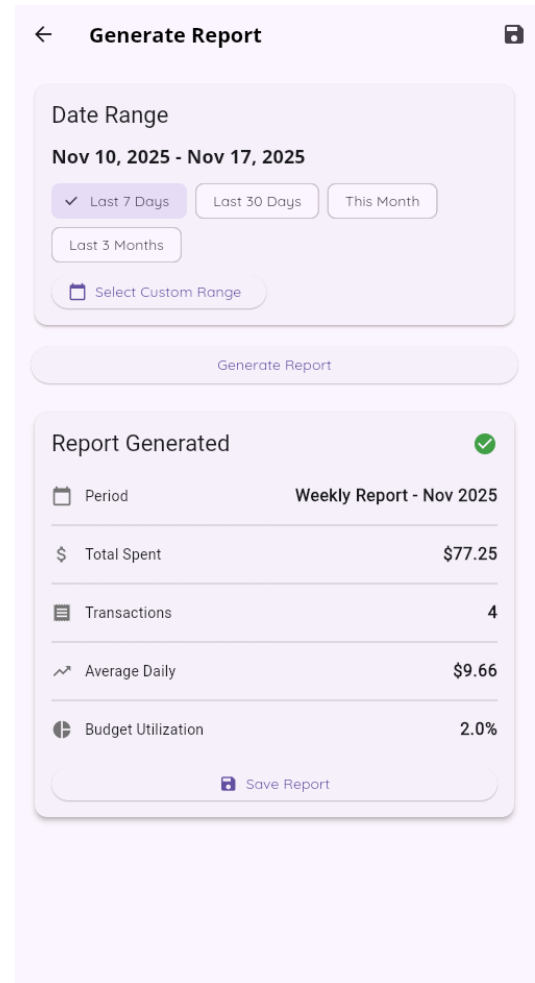 Generate Report
Date Range
Nov 10, 2025 - Nov 17, 2025
Last 7 Days
Last 30 Days
This Month
Last 3 Months
Select Custom Range
Generate Report
Report Generated
Period Weekly Report - Nov 2025
$ Total Spent $77.25
Transactions 4
Average Daily $9.66
Budget Utilization 2.0%
Save Report